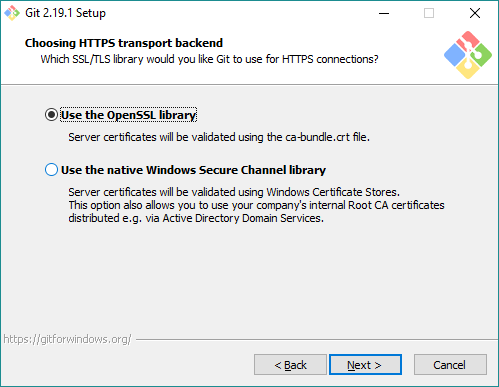 Git 2.19.1 Setup
Choosing HTTPS transport backend
Which SSL/TLS library would you like Git to use for HTTPS connections?
Use the OpenSSL library
Server certificates will be validated using the ca-bundle.crt file.
Use the native Windows Secure Channel library
Server certificates will be validated using Windows Certificate Stores.
This option also allows you to use your company's internal Root CA certificates
distributed e.g. via Active Directory Domain Services.
https://gitforwindows.org/
< Back Next > Cancel